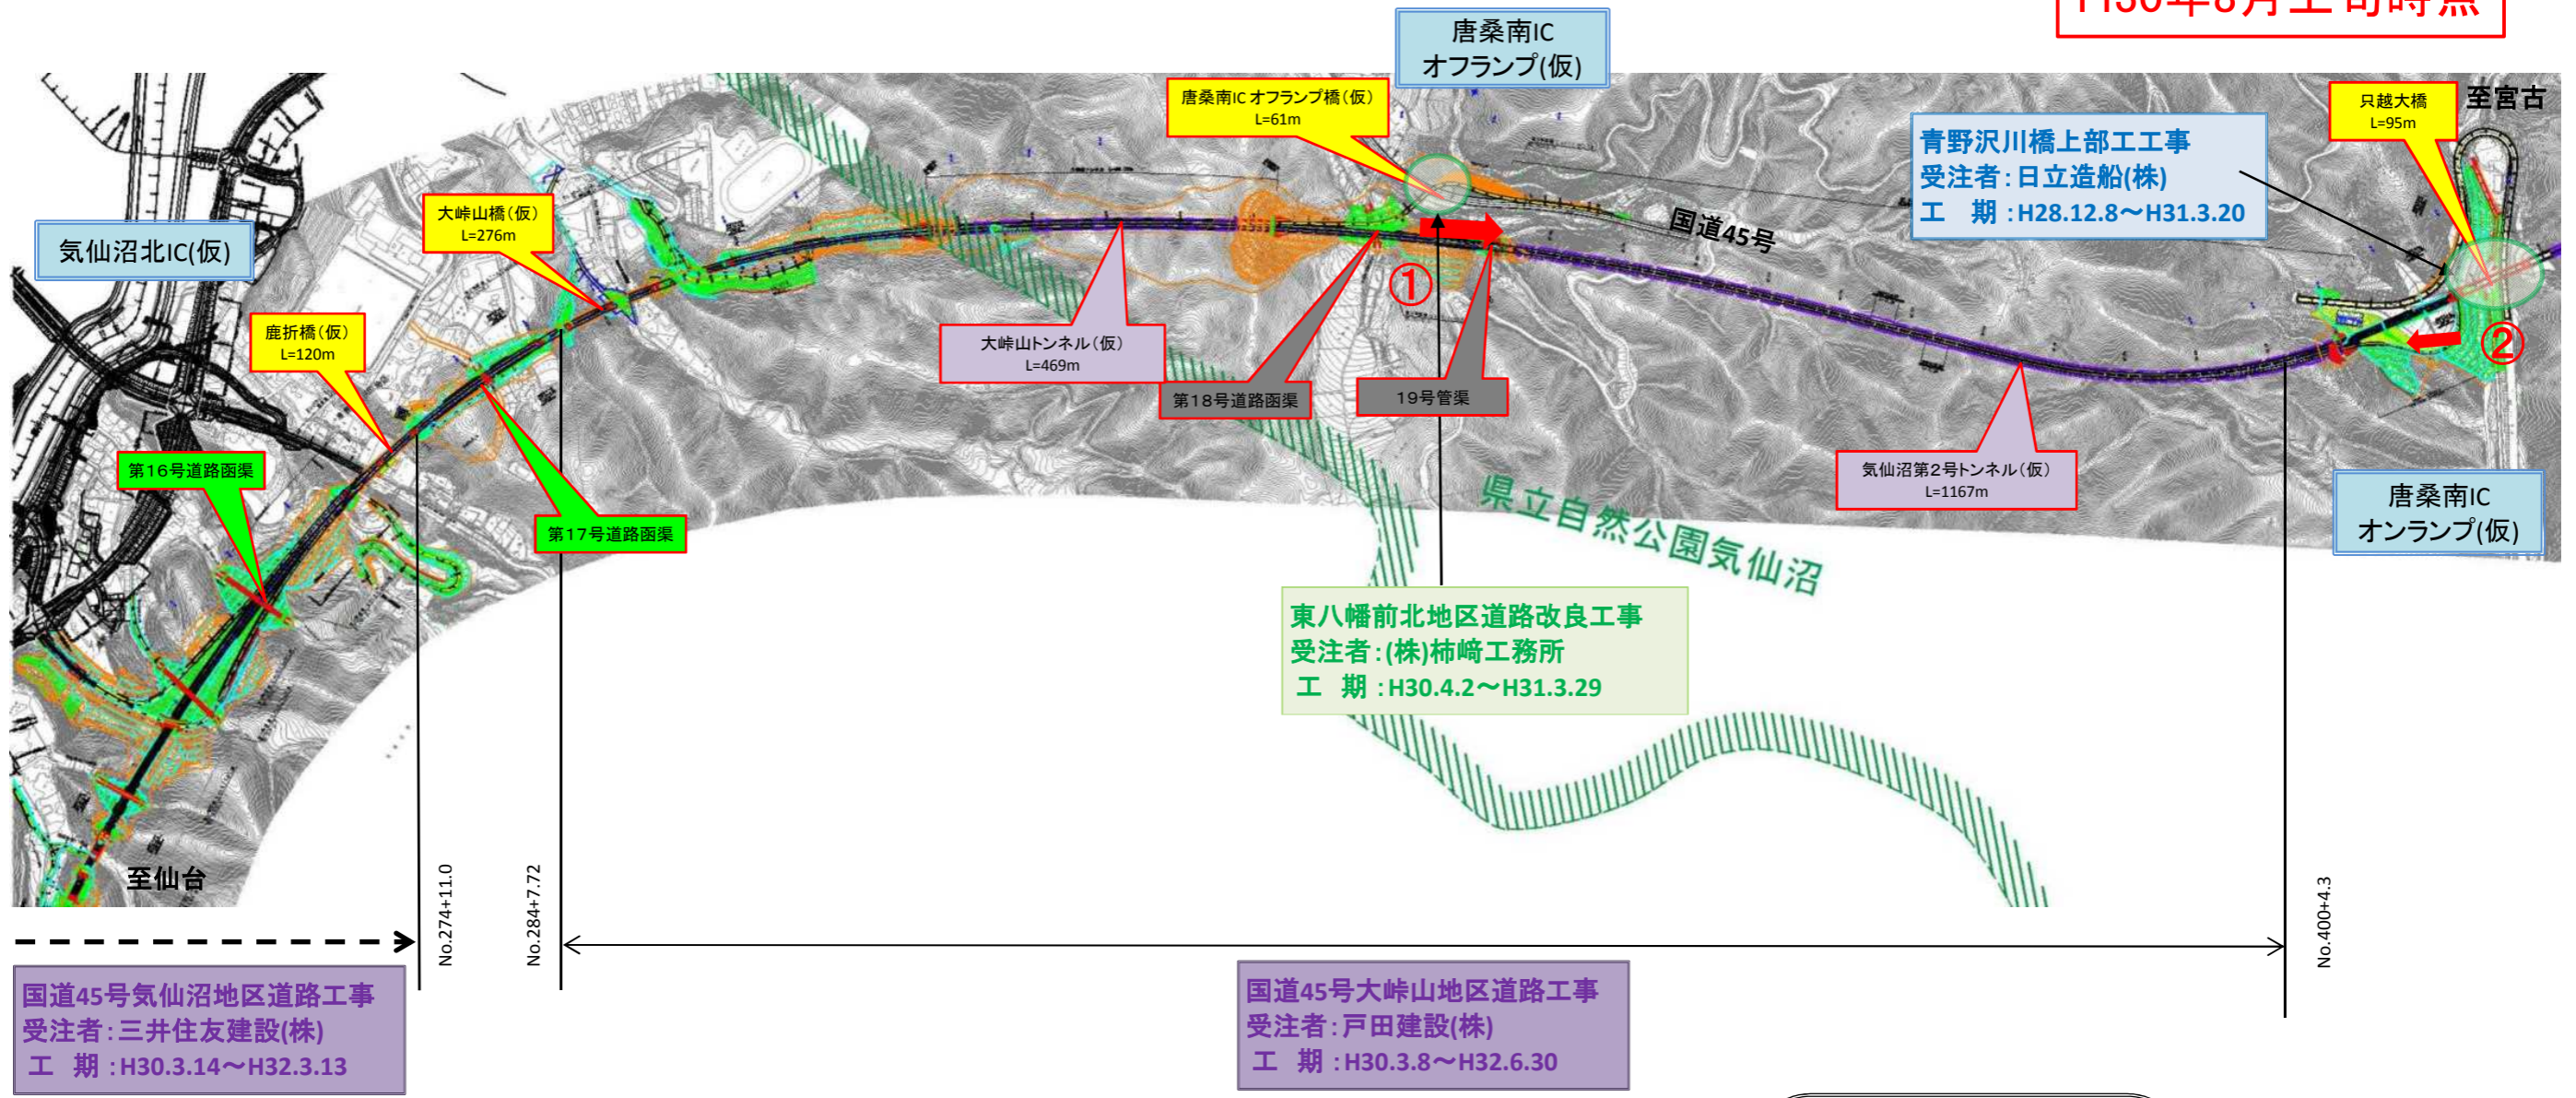 H30年8月上旬時点
唐桑南IC
オフランプ(仮)
唐桑南IC オフランプ橋（仮）
L=61m
只越大橋
L=95m
至宮古
青野沢川橋上部工工事
受注者：日立造船(株)
工　期：H28.12.8～H31.3.20
大峠山橋（仮）
L=276m
気仙沼北IC(仮)
国道45号
鹿折橋（仮）
L=120m
①
②
大峠山トンネル（仮）
L=469m
第18号道路函渠
19号管渠
第16号道路函渠
第17号道路函渠
気仙沼第2号トンネル（仮）
L=1167m
唐桑南IC
オンランプ(仮)
県立自然公園気仙沼
東八幡前北地区道路改良工事
受注者：(株)柿﨑工務所
工　期：H30.4.2～H31.3.29
至仙台
No.274+11.0
No.284+7.72
No.400+4.3
国道45号気仙沼地区道路工事
受注者：三井住友建設(株)
工　期：H30.3.14～H32.3.13
国道45号大峠山地区道路工事
受注者：戸田建設(株)
工　期：H30.3.8～H32.6.30